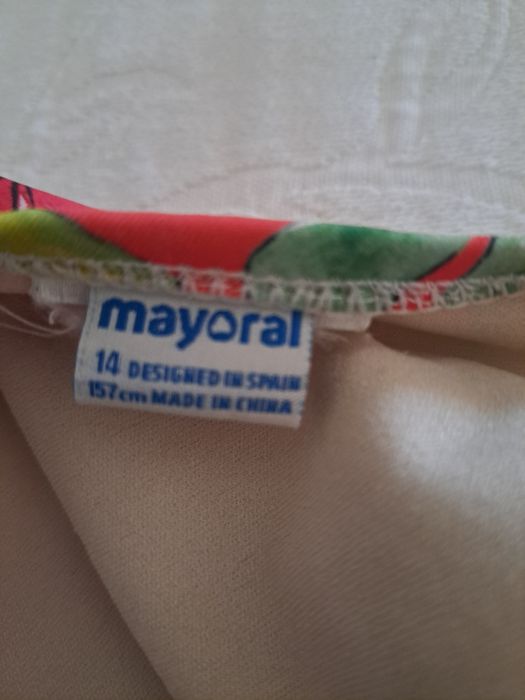 mayoral
14 DESIGNED IN SPAIN
157cm MADE IN CHINA